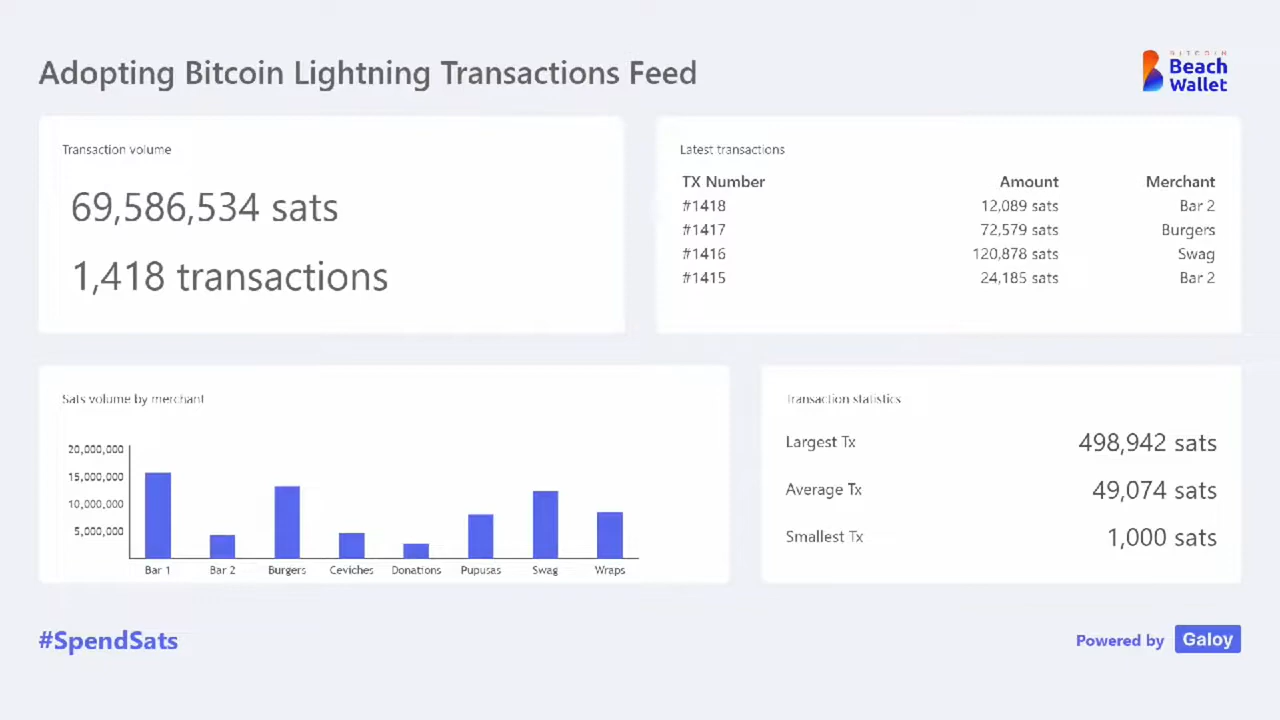 Adopting Bitcoin Lightning Transactions Feed
BITCOIN
Beach
Wallet
Transaction volume
69,586,534 sats
1,418 transactions
Latest transactions
TX Number Amount Merchant
#1418 12,089 sats Bar 2
#1417 72,579 sats Burgers
#1416 120,878 sats Swag
#1415 24,185 sats Bar 2
Sats volume by merchant
20,000,000
15,000,000
10,000,000
5,000,000
Bar 1 Bar 2 Burgers Ceviches Donations Pupusas Swag Wraps
Transaction statistics
Largest Tx 498,942 sats
Average Tx 49,074 sats
Smallest Tx 1,000 sats
#SpendSats
Powered by Galoy